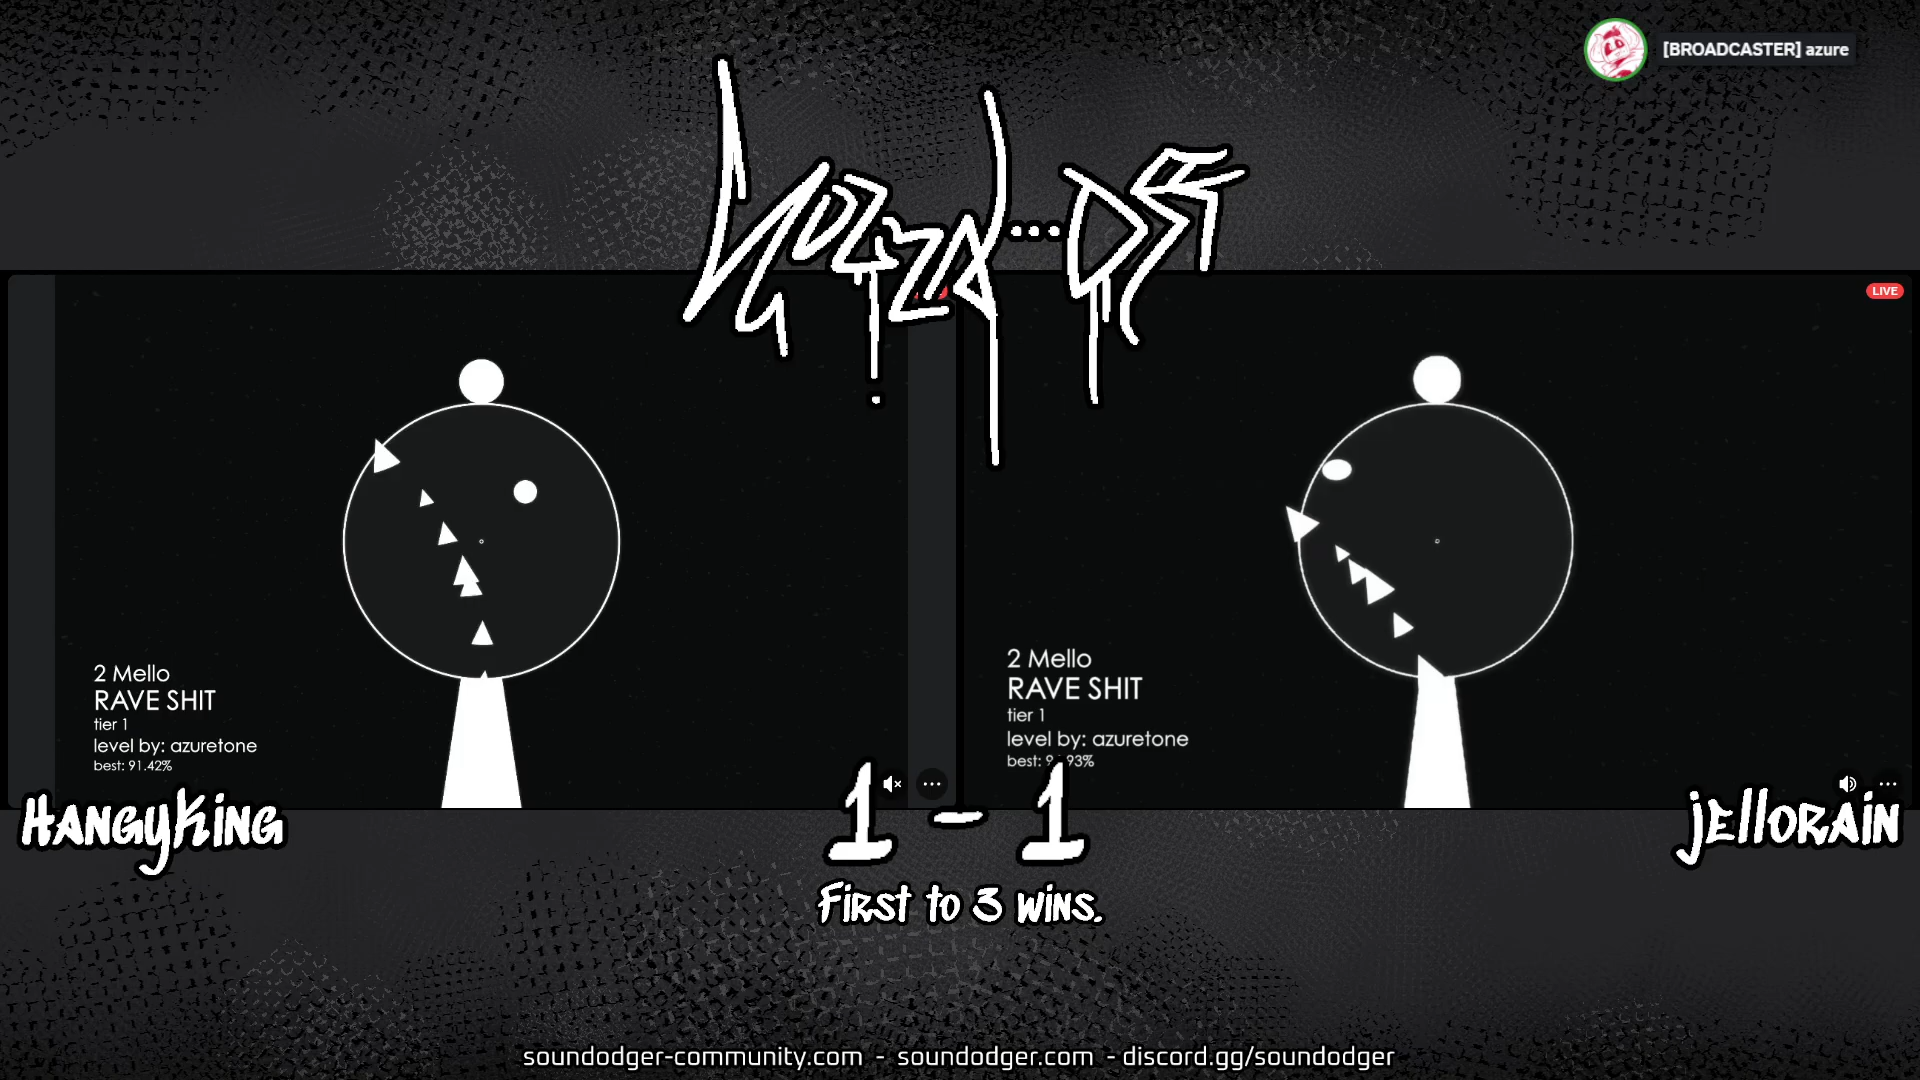 [BROADCASTER] azure
LIVE
2 Mello
RAVE SHIT
tier 1
level by: azuretone
best: 91.42%
2 Mello
RAVE SHIT
tier 1
level by: azuretone
best: 93%
HANGYKING
1 - 1
jEllORAiN
FiRST to 3 wins.
soundodger-community.com - soundodger.com - discord.gg/soundodger